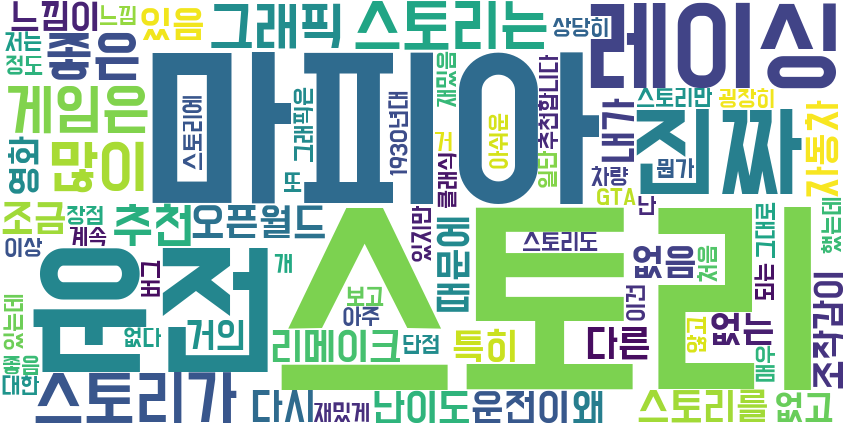 느낌이 느낌 있음 그래픽 스토리는 상당히 레이싱
저는 정도 좋은 마피아 재밌음
게임은 스토리에 그래픽은 1930년대 스토리만 굉장히
영화 많이 또 클래식 거 아쉬운 일단 추천합니다 내가 진짜 뭔가 자동차
차량 GTA 난
조금 장점 추천 오픈월드 있지만 때문에 그대로 했는데
이상 계속 스토리도 없음 처음 되는
운전 버그 개 스토리 이건
있는데 없다 거의 보고 아주 않고 없는 매우 조작감이
좋음 리메이크 단점 특히 다른
대한 스토리가 다시 재밌게 난이도 운전이 왜 스토리를 없고